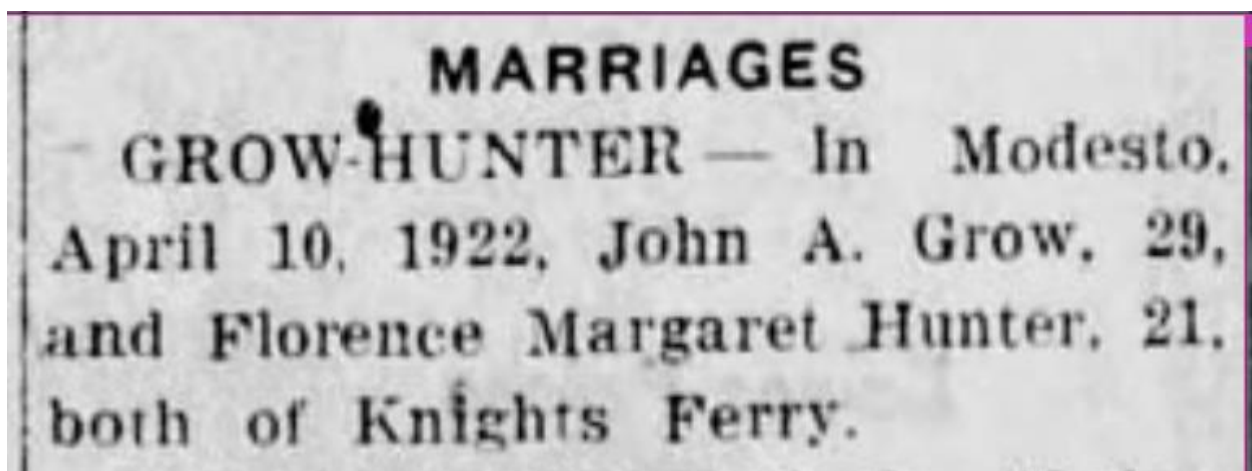 MARRIAGES
GROW-HUNTER — In Modesto,
April 10, 1922, John A. Grow, 29,
and Florence Margaret Hunter, 21,
both of Knights Ferry.